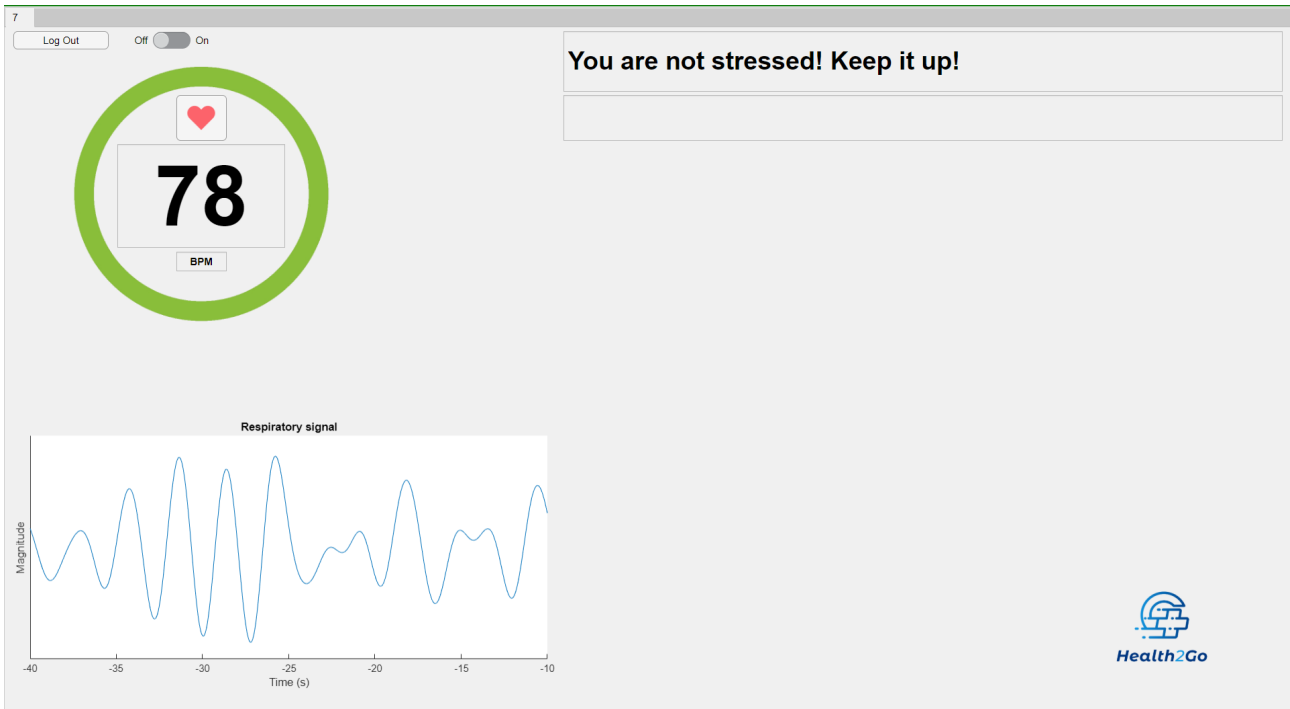 7
Log Out
Off
On
You are not stressed! Keep it up!
78
BPM
Respiratory signal
Magnitude
-40
-35
-30
-25
-20
-15
-10
Time (s)
Health2Go